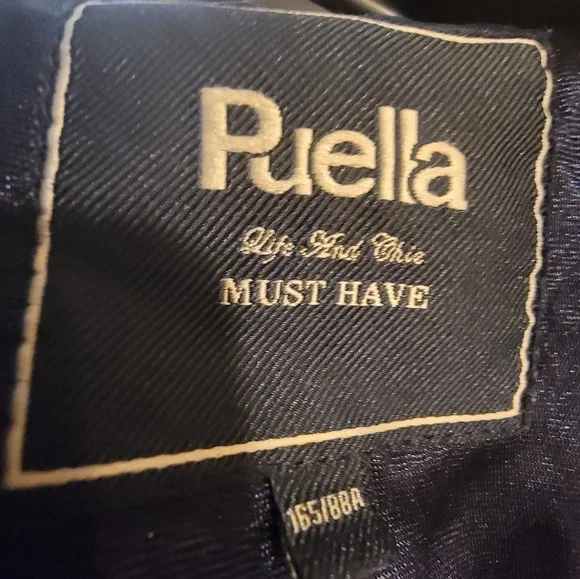 Puella
Life And Chic
MUST HAVE
165/88A